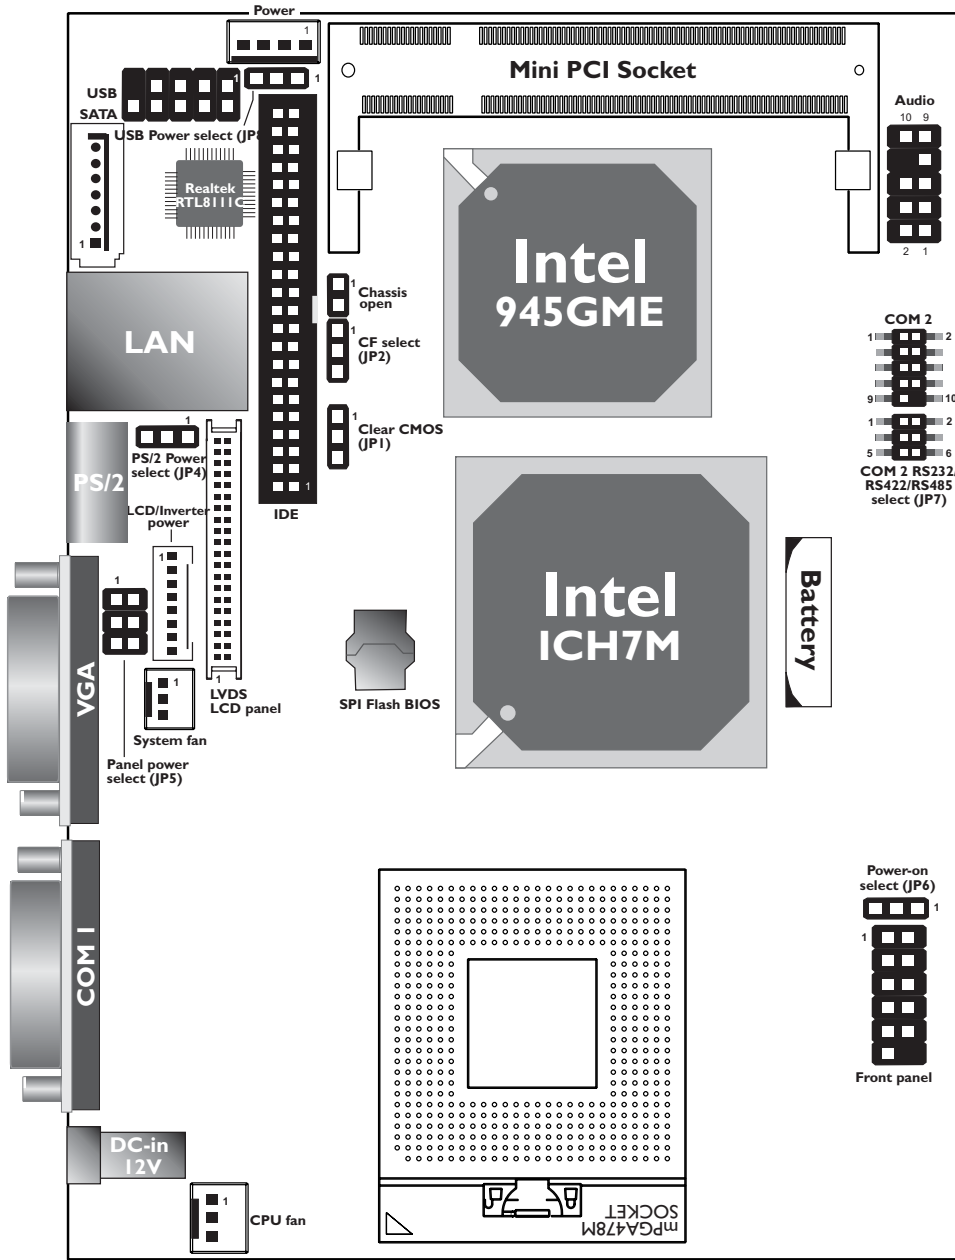 Power
1
Mini PCI Socket
USB
1
1
SATA
USB Power select (JP8
Audio
10 9
Realtek
RTL8111C
1
2 1
Intel
945GME
1
Chassis
open
LAN
1
CF select
(JP2)
COM 2
1
2
9
10
1
Clear CMOS
(JP1)
1
2
5
6
COM 2 RS232/
RS422/RS485
select (JP7)
1
PS/2 Power
select (JP4)
PS/2
1
IDE
LCD/Inverter
power
1
Intel
ICH7M
Battery
1
VGA
SPI Flash BIOS
1
LVDS
LCD panel
1
System fan
Panel power
select (JP5)
Power-on
select (JP6)
1
1
COM 1
Front panel
DC-in
12V
1
CPU fan
mPGA478M
SOCKET